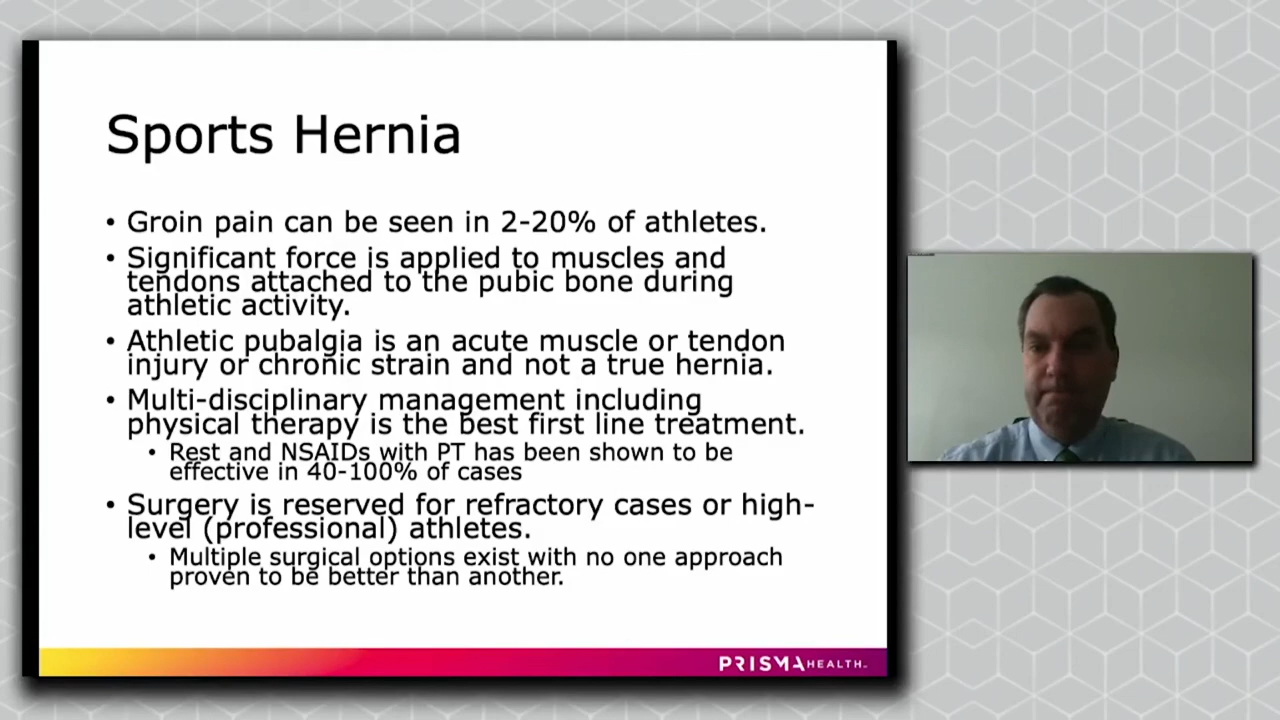 Sports Hernia
• Groin pain can be seen in 2-20% of athletes.
• Significant force is applied to muscles and
tendons attached to the pubic bone during
athletic activity.
• Athletic pubalgia is an acute muscle or tendon
injury or chronic strain and not a true hernia.
• Multi-disciplinary management including
physical therapy is the best first line treatment.
• Rest and NSAIDs with PT has been shown to be
effective in 40-100% of cases
• Surgery is reserved for refractory cases or high-
level (professional) athletes.
• Multiple surgical options exist with no one approach
proven to be better than another.
PRISMA HEALTH